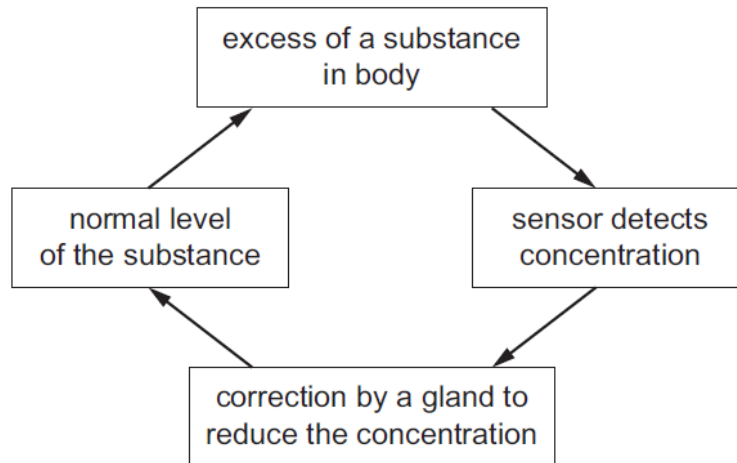 excess of a substance
in body
normal level
of the substance
sensor detects
concentration
correction by a gland to
reduce the concentration